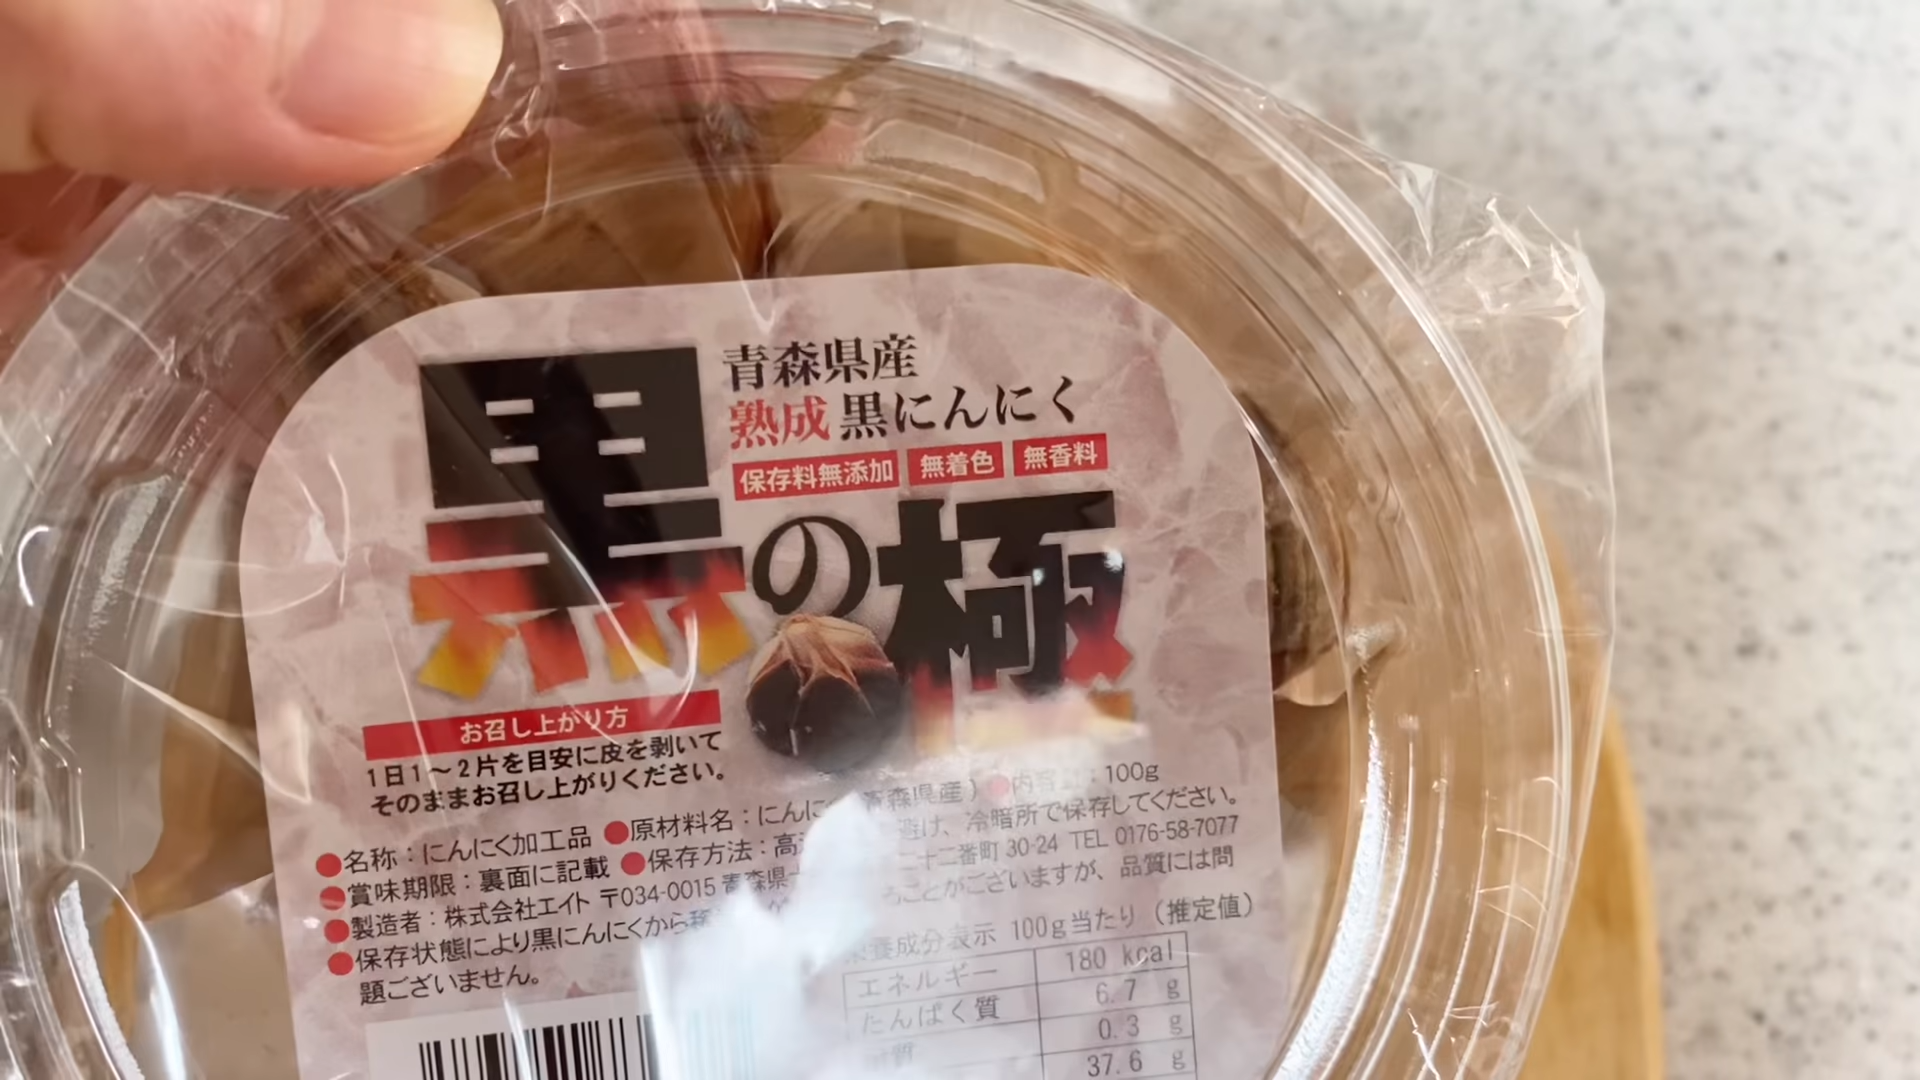 青森県産
熟成 黒にんにく
保存料無添加 無着色 無香料
黒の極
お召し上がり方
1日1～2片を目安に皮を剥いて
そのままお召し上がりください。
●名称：にんにく加工品 ●原材料名：にんに 青森県産） ●内容 ：100g
●賞味期限：裏面に記載 ●保存方法：高 避け、冷暗所で保存してください。
●製造者：株式会社エイト 〒034-0015 青森県 二十二番町 30-24 TEL 0176-58-7077
●保存状態により黒にんにくから ることがございますが、品質には問
題ございません。
養成分表示 100g当たり（推定値）
エネルギー 180 kcal
たんぱく質 6.7 g
質 0.3 g
37.6 g